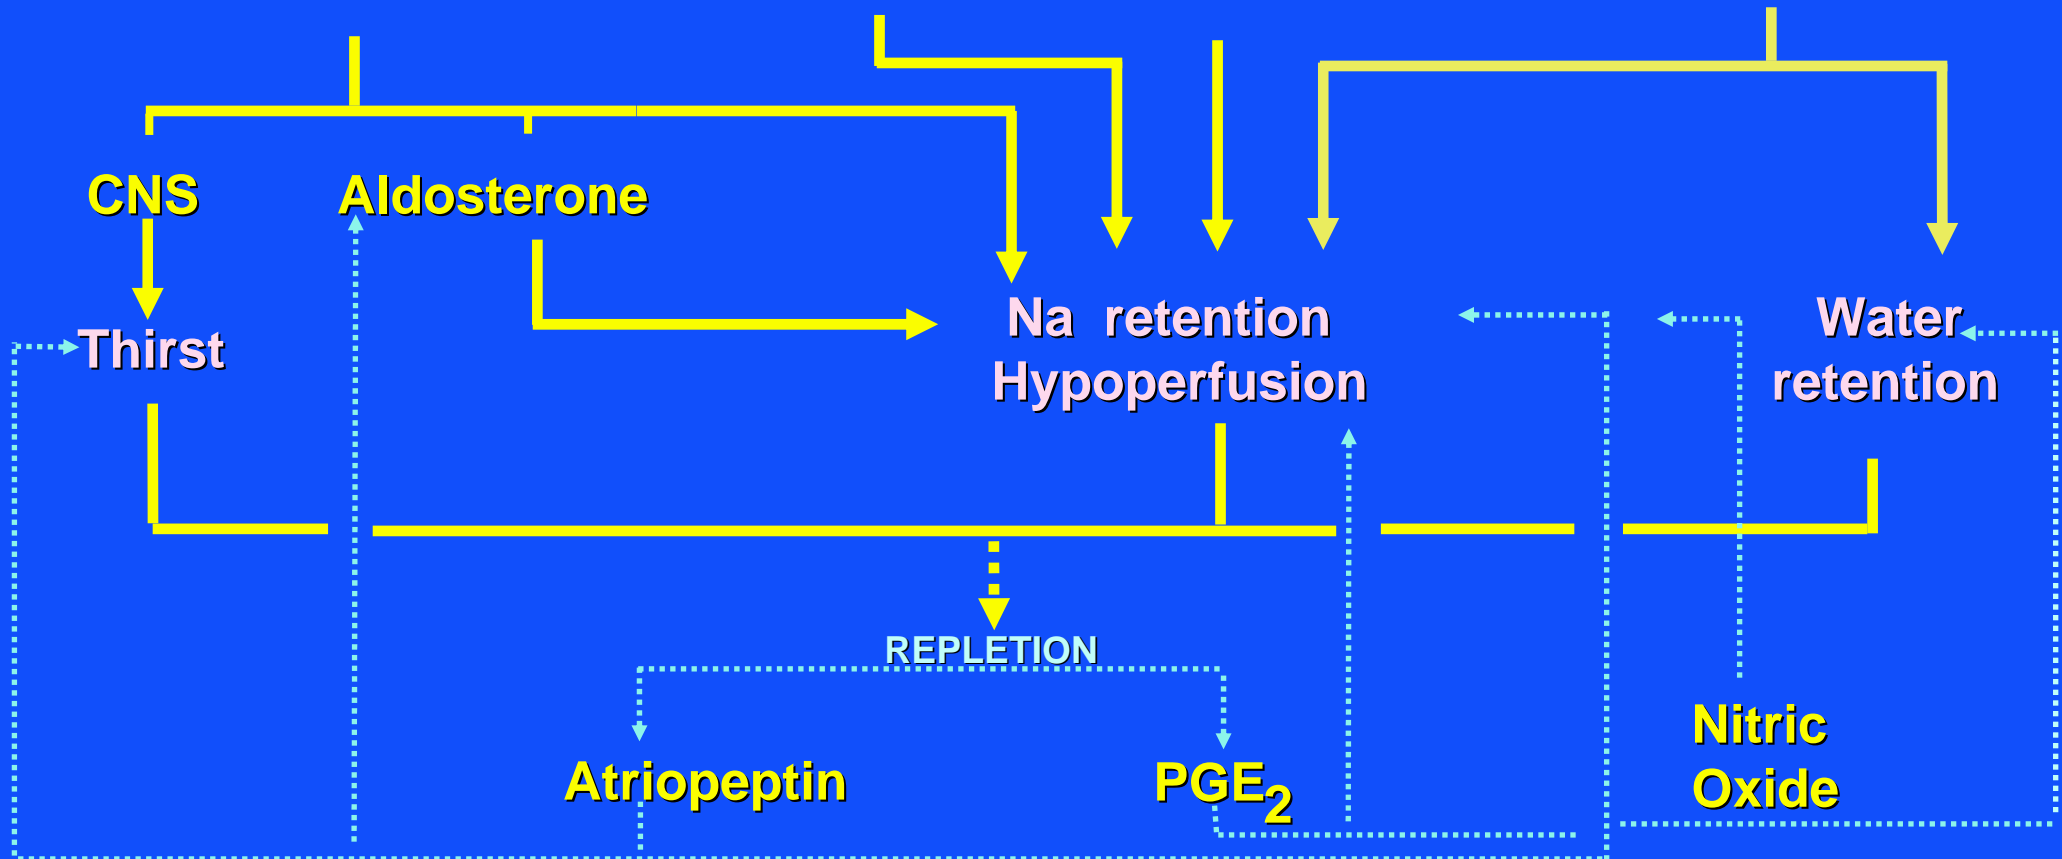 CNS
Aldosterone
Na retention
Hypoperfusion
Water
retention
Thirst
REPLETION
Nitric
Oxide
Atriopeptin
PGE2